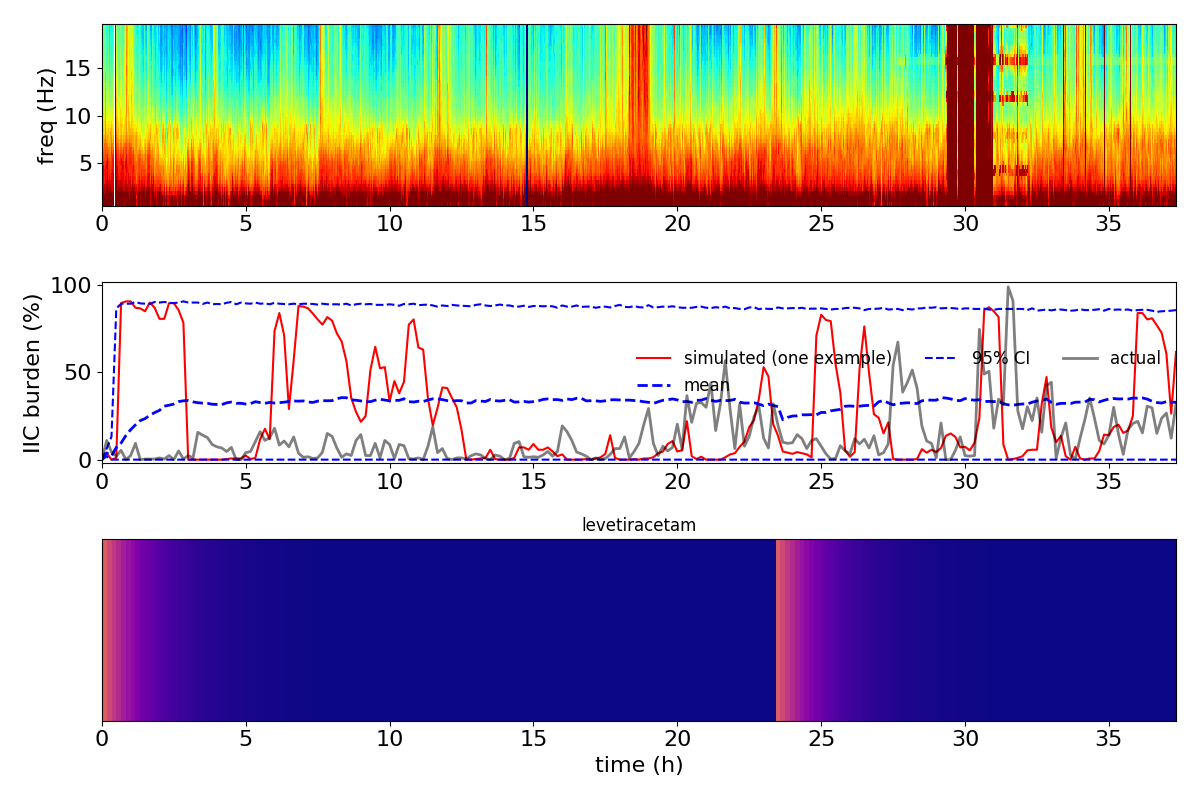 freq (Hz)
15
10
5
0 5 10 15 20 25 30 35
IIC burden (%)
100
50
0
simulated (one example) 95% CI actual
mean
0 5 10 15 20 25 30 35
levetiracetam
0 5 10 15 20 25 30 35
time (h)